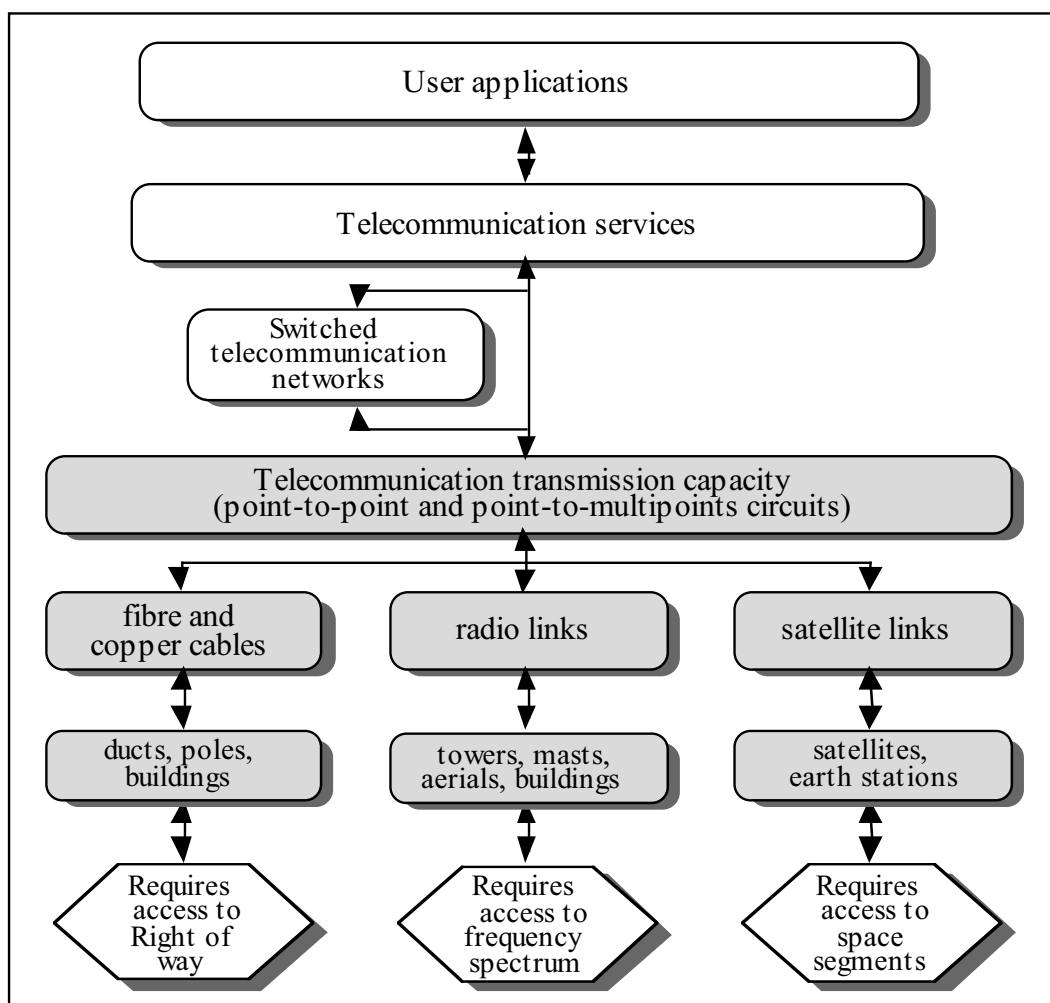 User applications
Telecommunication services
Switched
telecommunication
networks
Telecommunication transmission capacity
(point-to-point and point-to-multipoints circuits)
fibre and
copper cables
radio links
satellite links
ducts, poles,
buildings
towers, masts,
aerials, buildings
satellites,
earth stations
Requires
access to
Right of
way
Requires
access to
frequency
spectrum
Requires
access to
space
segments